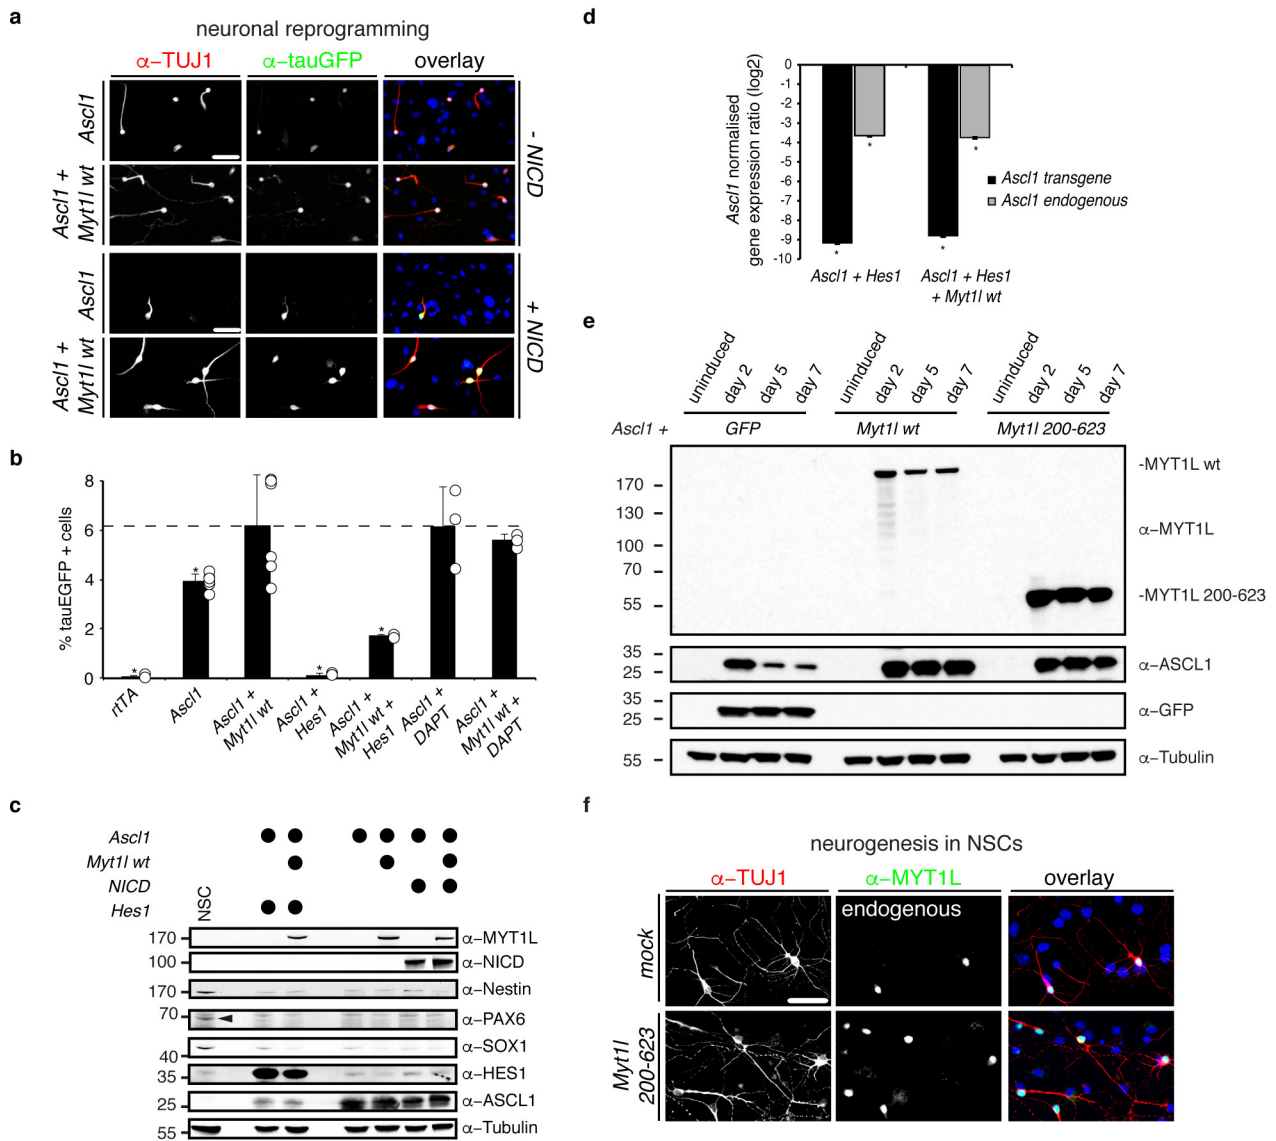 a
neuronal reprogramming
α–TUJ1 α–tauGFP overlay
Ascl1
Ascl1 +
Myt1l wt
- NICD
Ascl1
Ascl1 +
Myt1l wt
+ NICD
b
% tauEGFP + cells
8
6
4
2
0
rtTA
Ascl1
Ascl1 +
Myt1l wt
Ascl1 +
Hes1
Ascl1 +
Myt1l wt +
Hes1
Ascl1 +
DAPT
Ascl1 +
Myt1l wt +
DAPT
* * * *
c
Ascl1
Myt1l wt
NICD
Hes1
NSC
170 α–MYT1L
100 α–NICD
170 α–Nestin
70 α–PAX6
α–SOX1
40
35 α–HES1
25 α–ASCL1
55 α–Tubulin
d
Ascl1 normalised
gene expression ratio (log2)
0
-1
-2
-3
-4
-5
-6
-7
-8
-9
-10
* * * *
Ascl1 transgene
Ascl1 endogenous
Ascl1 + Hes1
Ascl1 + Hes1
+ Myt1l wt
e
uninduced day 2 day 5 day 7 uninduced day 2 day 5 day 7 uninduced day 2 day 5 day 7
Ascl1 + GFP Myt1l wt Myt1l 200-623
-MYT1L wt
170
130
α–MYT1L
100
70
-MYT1L 200-623
55
35
α–ASCL1
25
35
α–GFP
25
55 α–Tubulin
f
neurogenesis in NSCs
α–TUJ1 α–MYT1L overlay
endogenous
mock
Myt1l
200-623